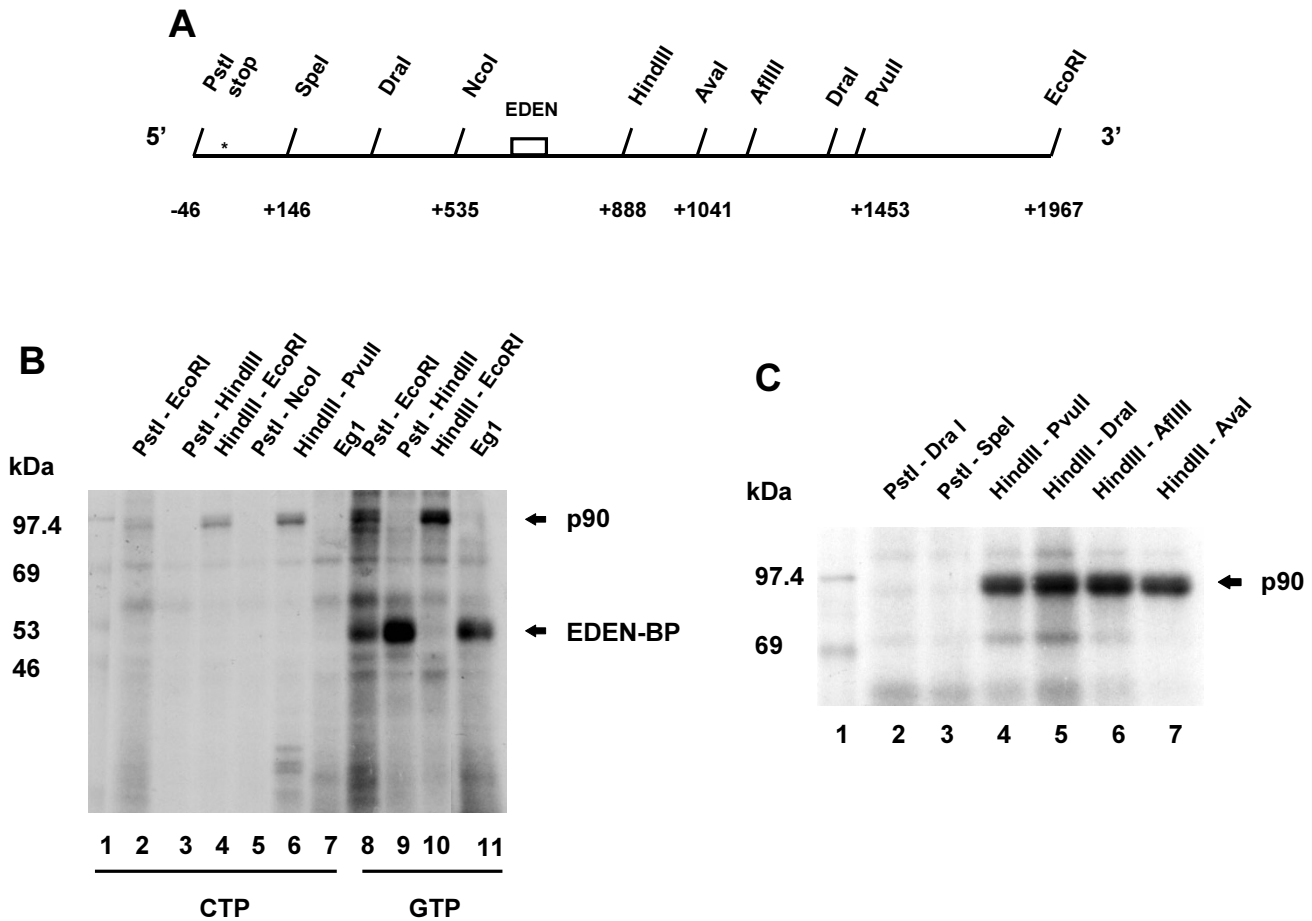 A
PstI
stop
SpeI
DraI
NcoI
EDEN
HindIII
AvaI
AflIII
DraI
PvuII
EcoRI
5’
*
3’
-46
+146
+535
+888
+1041
+1453
+1967
B
PstI - EcoRI
PstI - HindIII
HindIII - EcoRI
PstI - NcoI
HindIII - PvuII
Eg1
PstI - EcoRI
PstI - HindIII
HindIII - EcoRI
Eg1
kDa
97.4
69
53
46
p90
EDEN-BP
1 2 3 4 5 6 7 8 9 10 11
CTP GTP
C
PstI - Dra I
PstI - SpeI
HindIII - PvuII
HindIII - DraI
HindIII - AflIII
HindIII - AvaI
kDa
97.4
69
p90
1 2 3 4 5 6 7